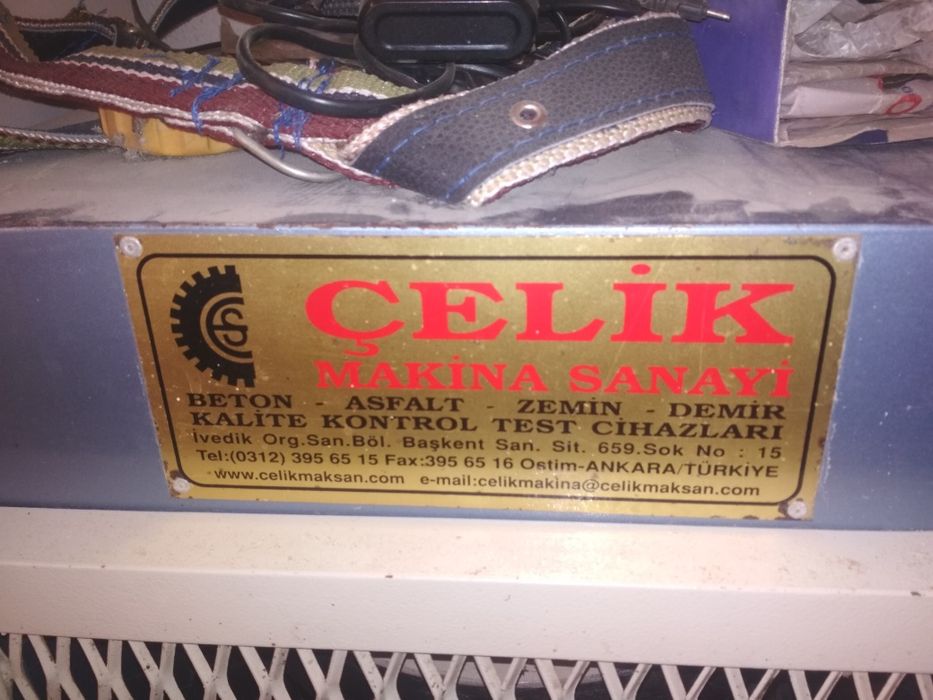 ÇELİK
MAKİNA SANAYİ
BETON - ASFALT - ZEMİN - DEMİR
KALİTE KONTROL TEST CİHAZLARI
İvedik Org.San.Böl. Başkent San. Sit. 659.Sok No : 15
Tel:(0312) 395 65 15 Fax:395 65 16 Ostim-ANKARA/TÜRKİYE
www.celikmaksan.com e-mail:celikmakina@celikmaksan.com